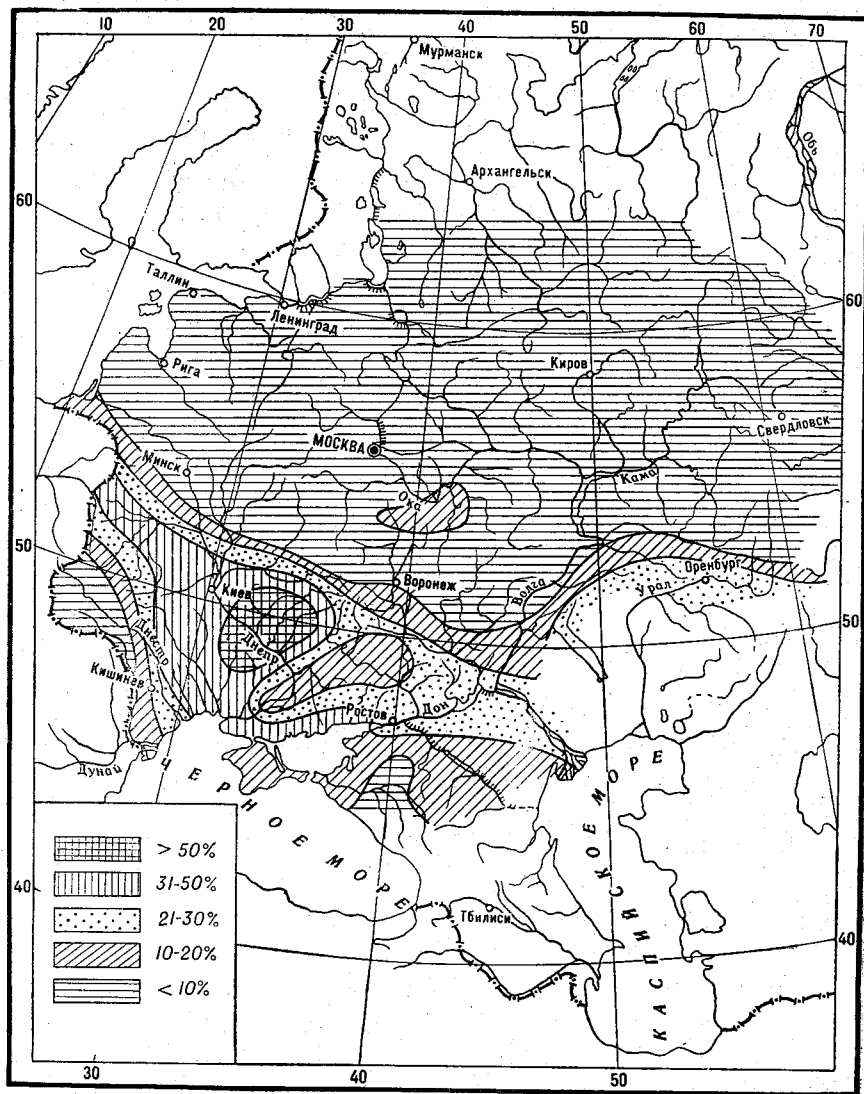 10 20 30 40 50 60 70
Мурманск
Обь
Архангельск
60
Таллин
60
Ленинград
Рига
Киров
Свердловск
МОСКВА
Минск
Кама
Ока
50
Воронеж
Волга
Оренбург
Киев
Урал
50
Днепр
Днестр
Кишинев
Ростов
Дон
Дунай
ЧЕРНОЕ МОРЕ
КАСПИЙСКОЕ МОРЕ
> 50%
31-50%
21-30%
10-20%
< 10%
40
Тбилиси
40
30 40 50